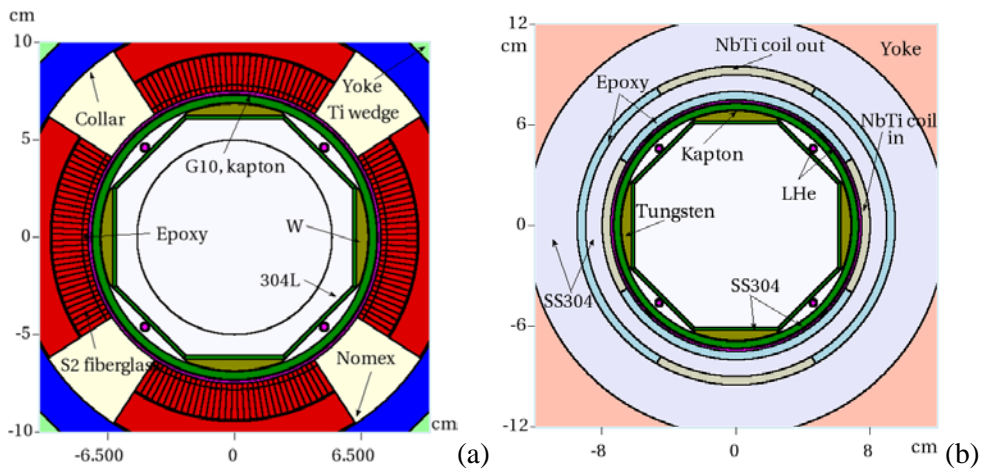 cm
10
5
0
-5
-10
-6.500
0
6.500
cm
Yoke
Ti wedge
Collar
G10, kapton
W
Epoxy
304L
S2 fiberglas
Nomex
(a)
12
cm
6
0
-6
-12
-8
0
8
cm
NbTi coil out
Yoke
Epoxy
NbTi coil
in
Kapton
LHe
Tungsten
SS304
SS304
(b)